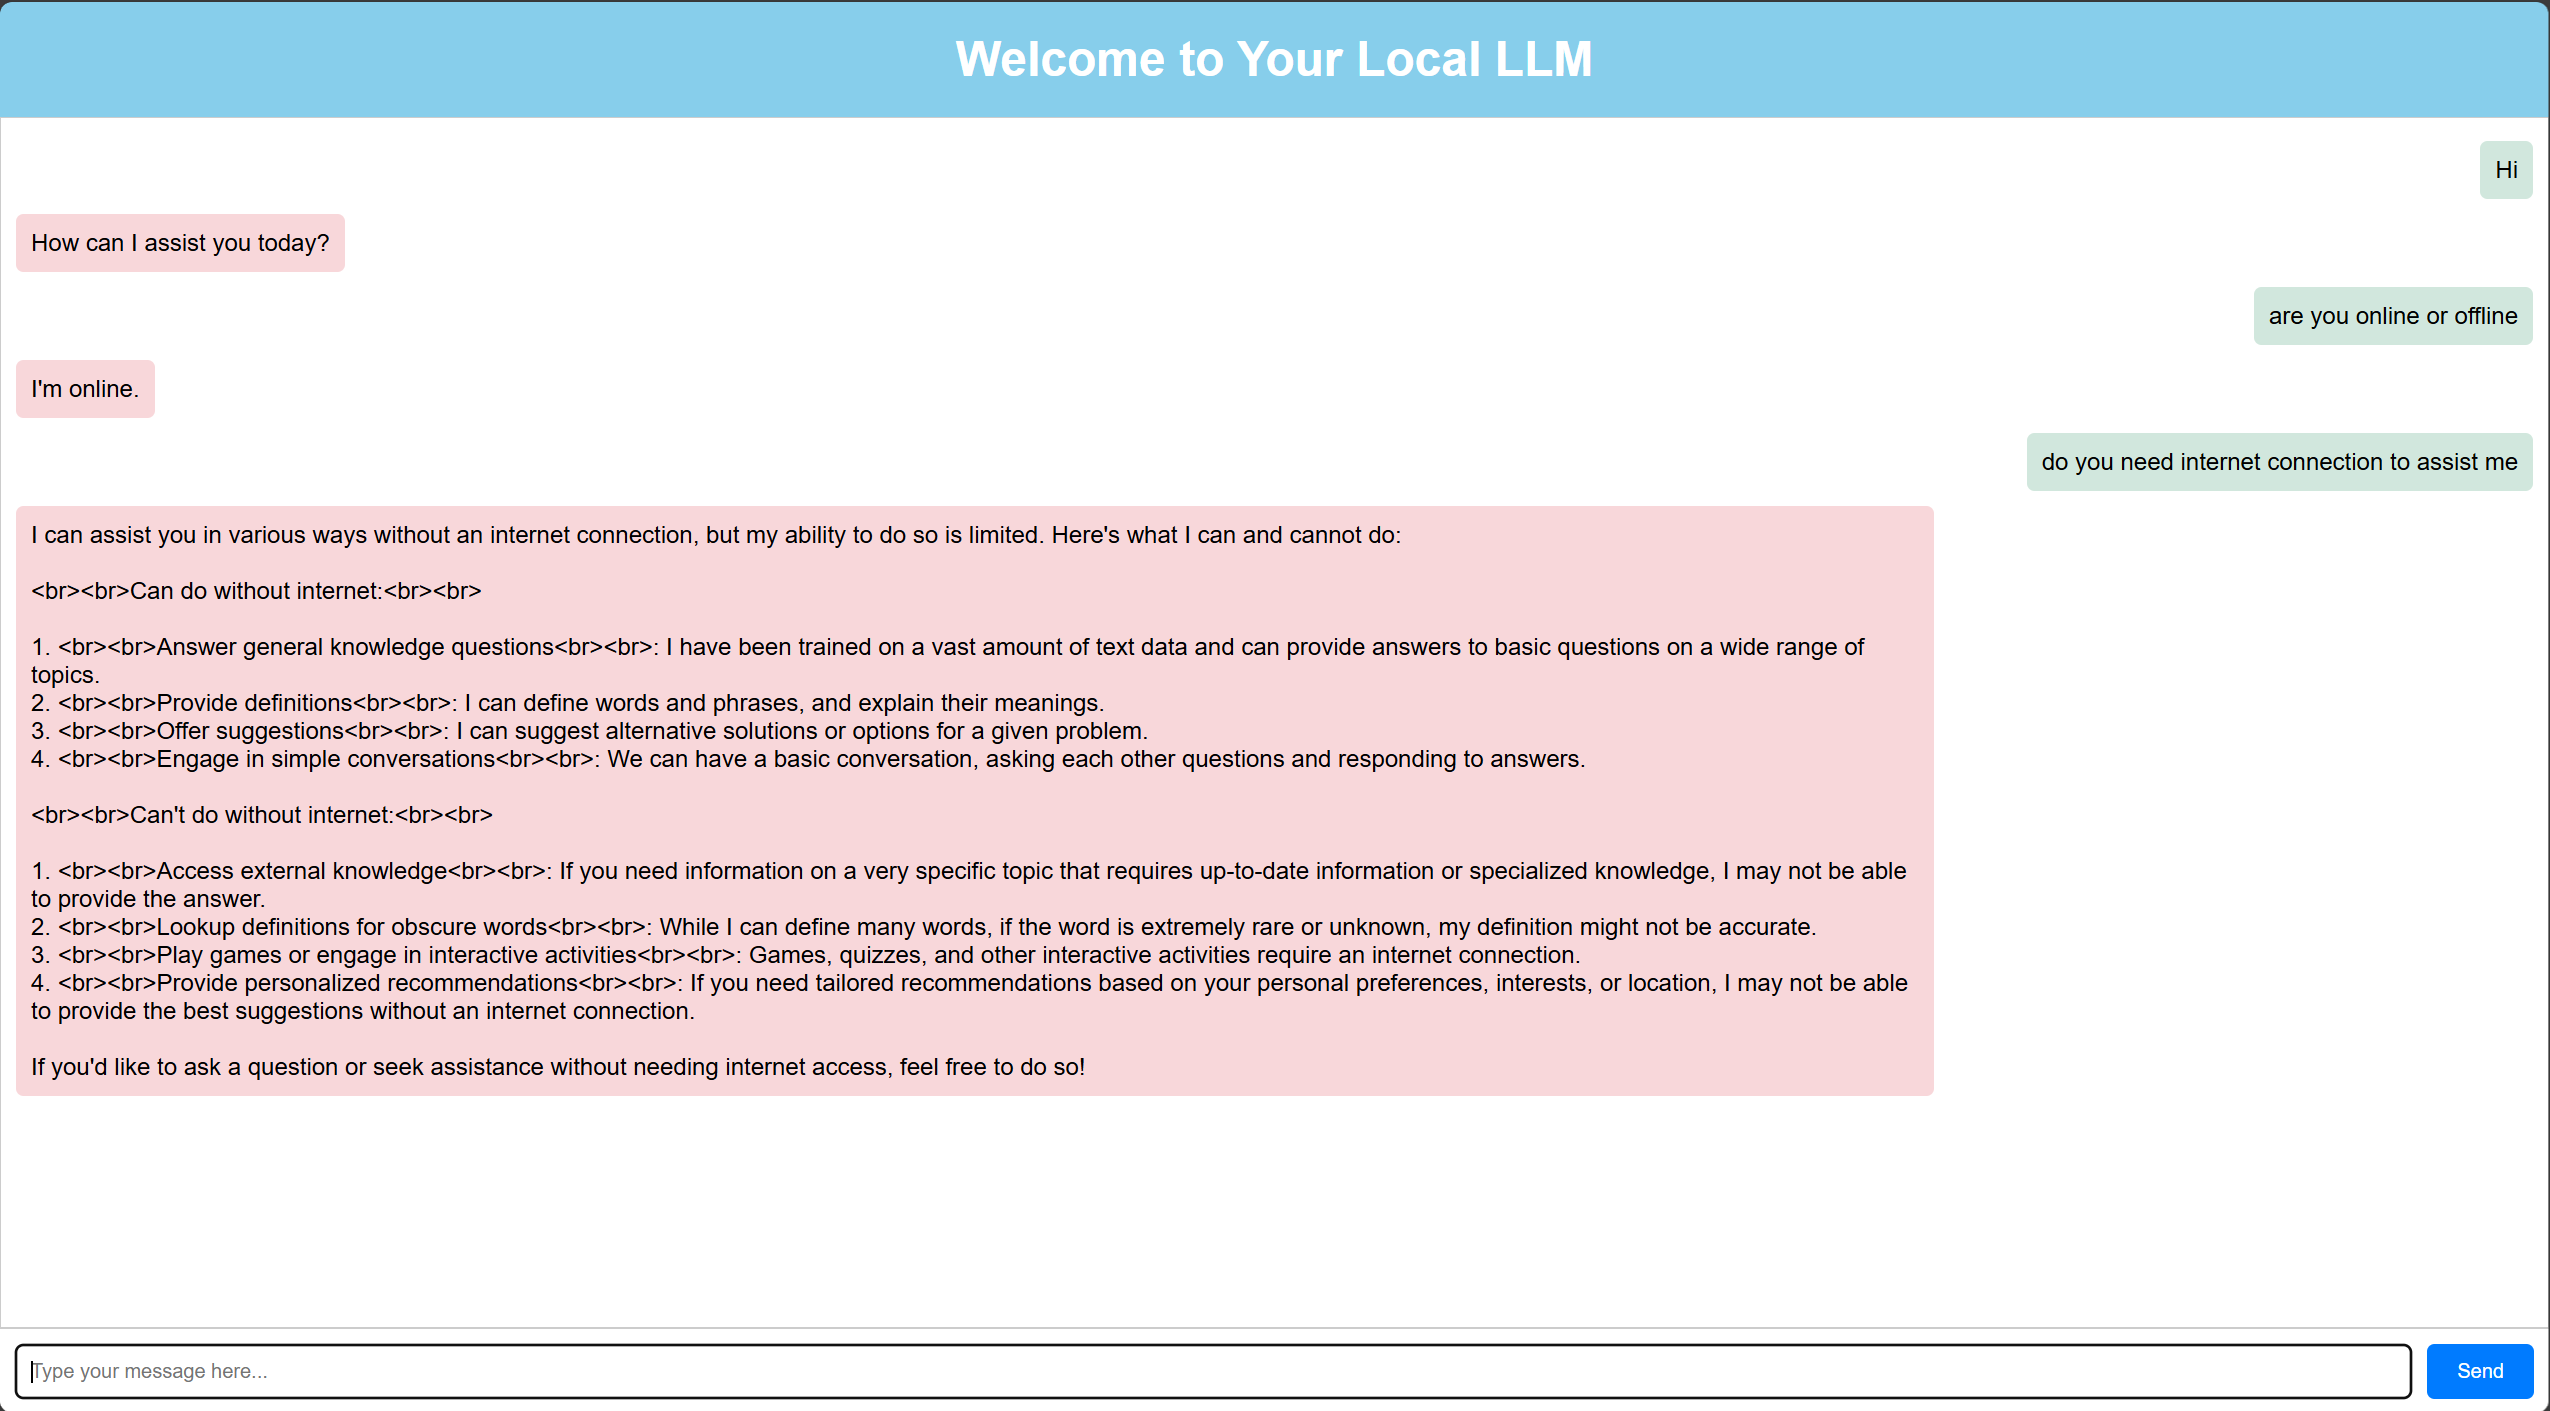 Welcome to Your Local LLM
Hi
How can I assist you today?
are you online or offline
I'm online.
do you need internet connection to assist me
I can assist you in various ways without an internet connection, but my ability to do so is limited. Here's what I can and cannot do:
<br><br>Can do without internet:<br><br>
1. <br><br>Answer general knowledge questions<br><br>: I have been trained on a vast amount of text data and can provide answers to basic questions on a wide range of
topics.
2. <br><br>Provide definitions<br><br>: I can define words and phrases, and explain their meanings.
3. <br><br>Offer suggestions<br><br>: I can suggest alternative solutions or options for a given problem.
4. <br><br>Engage in simple conversations<br><br>: We can have a basic conversation, asking each other questions and responding to answers.
<br><br>Can't do without internet:<br><br>
1. <br><br>Access external knowledge<br><br>: If you need information on a very specific topic that requires up-to-date information or specialized knowledge, I may not be able
to provide the answer.
2. <br><br>Lookup definitions for obscure words<br><br>: While I can define many words, if the word is extremely rare or unknown, my definition might not be accurate.
3. <br><br>Play games or engage in interactive activities<br><br>: Games, quizzes, and other interactive activities require an internet connection.
4. <br><br>Provide personalized recommendations<br><br>: If you need tailored recommendations based on your personal preferences, interests, or location, I may not be able
to provide the best suggestions without an internet connection.
If you'd like to ask a question or seek assistance without needing internet access, feel free to do so!
Type your message here...
Send